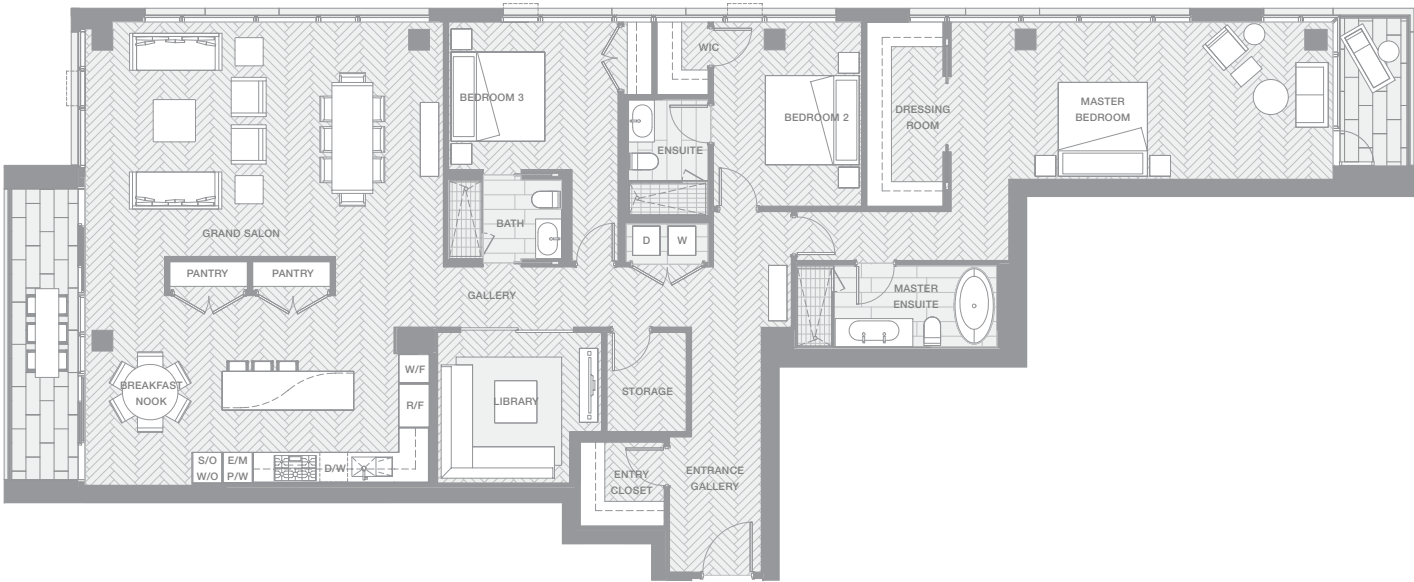 WIC
BEDROOM 3
BEDROOM 2
DRESSING
ROOM
MASTER
BEDROOM
ENSUITE
BATH
GRAND SALON
D
W
PANTRY
PANTRY
GALLERY
MASTER
ENSUITE
W/F
R/F
BREAKFAST
NOOK
LIBRARY
STORAGE
S/O
W/O
E/M
P/W
D/W
ENTRY
CLOSET
ENTRANCE
GALLERY